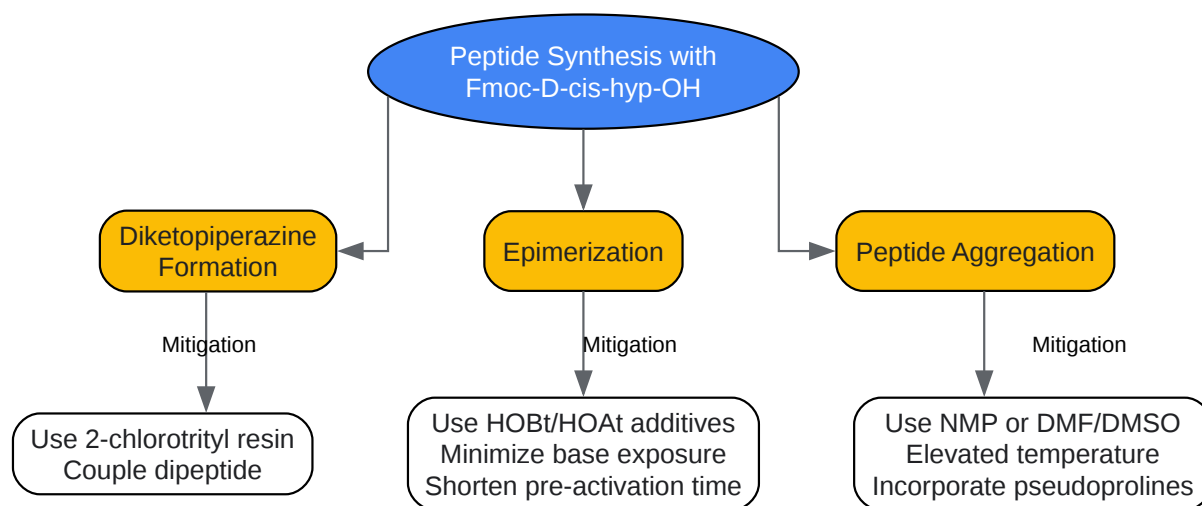 Peptide Synthesis with
Fmoc-D-cis-hyp-OH
Diketopiperazine
Formation
Epimerization
Peptide Aggregation
Mitigation
Mitigation
Mitigation
Use 2-chlorotrityl resin
Couple dipeptide
Use HOBt/HOAt additives
Minimize base exposure
Shorten pre-activation time
Use NMP or DMF/DMSO
Elevated temperature
Incorporate pseudoprolines